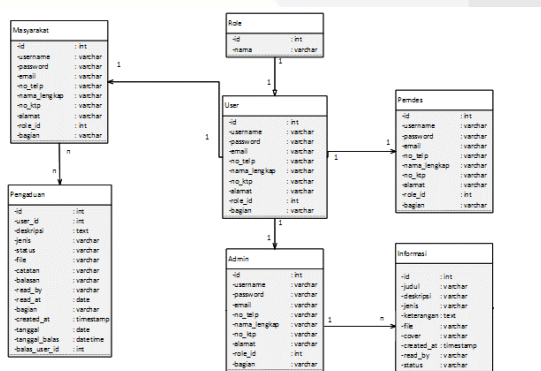 Masyarakat
-id : int
-username : varchar
-password : varchar
-email : varchar
-no_telp : varchar
-nama_lengkap : varchar
-no_ktp : varchar
-alamat : varchar
-role_id : int
-bagian : varchar
Role
-id : int
-nama : varchar
1
1
1
1
User
-id : int
-username : varchar
-password : varchar
-email : varchar
-no_telp : varchar
-nama_lengkap : varchar
-no_ktp : varchar
-alamat : varchar
-role_id : int
-bagian : varchar
1
1
Pemdes
-id : int
-username : varchar
-password : varchar
-email : varchar
-no_telp : varchar
-nama_lengkap : varchar
-no_ktp : varchar
-alamat : varchar
-role_id : int
-bagian : varchar
n
n
Pengaduan
-id : int
-user_id : int
-deskripsi : text
-jenis : varchar
-status : varchar
-file : varchar
-catatan : varchar
-balasan : varchar
-read_by : varchar
-read_at : date
-bagian : varchar
-created_at : timestamp
-tanggal : date
-tanggal_balas : datetime
-balas_user_id : int
1
1
Admin
-id : int
-username : varchar
-password : varchar
-email : varchar
-no_telp : varchar
-nama_lengkap : varchar
-no_ktp : varchar
-alamat : varchar
-role_id : int
-bagian : varchar
1
n
Informasi
-id : int
-judul : varchar
-deskripsi : varchar
-jenis : varchar
-keterangan : text
-file : varchar
-cover : varchar
-created_at : timestamp
-read_by : varchar
-status : varchar